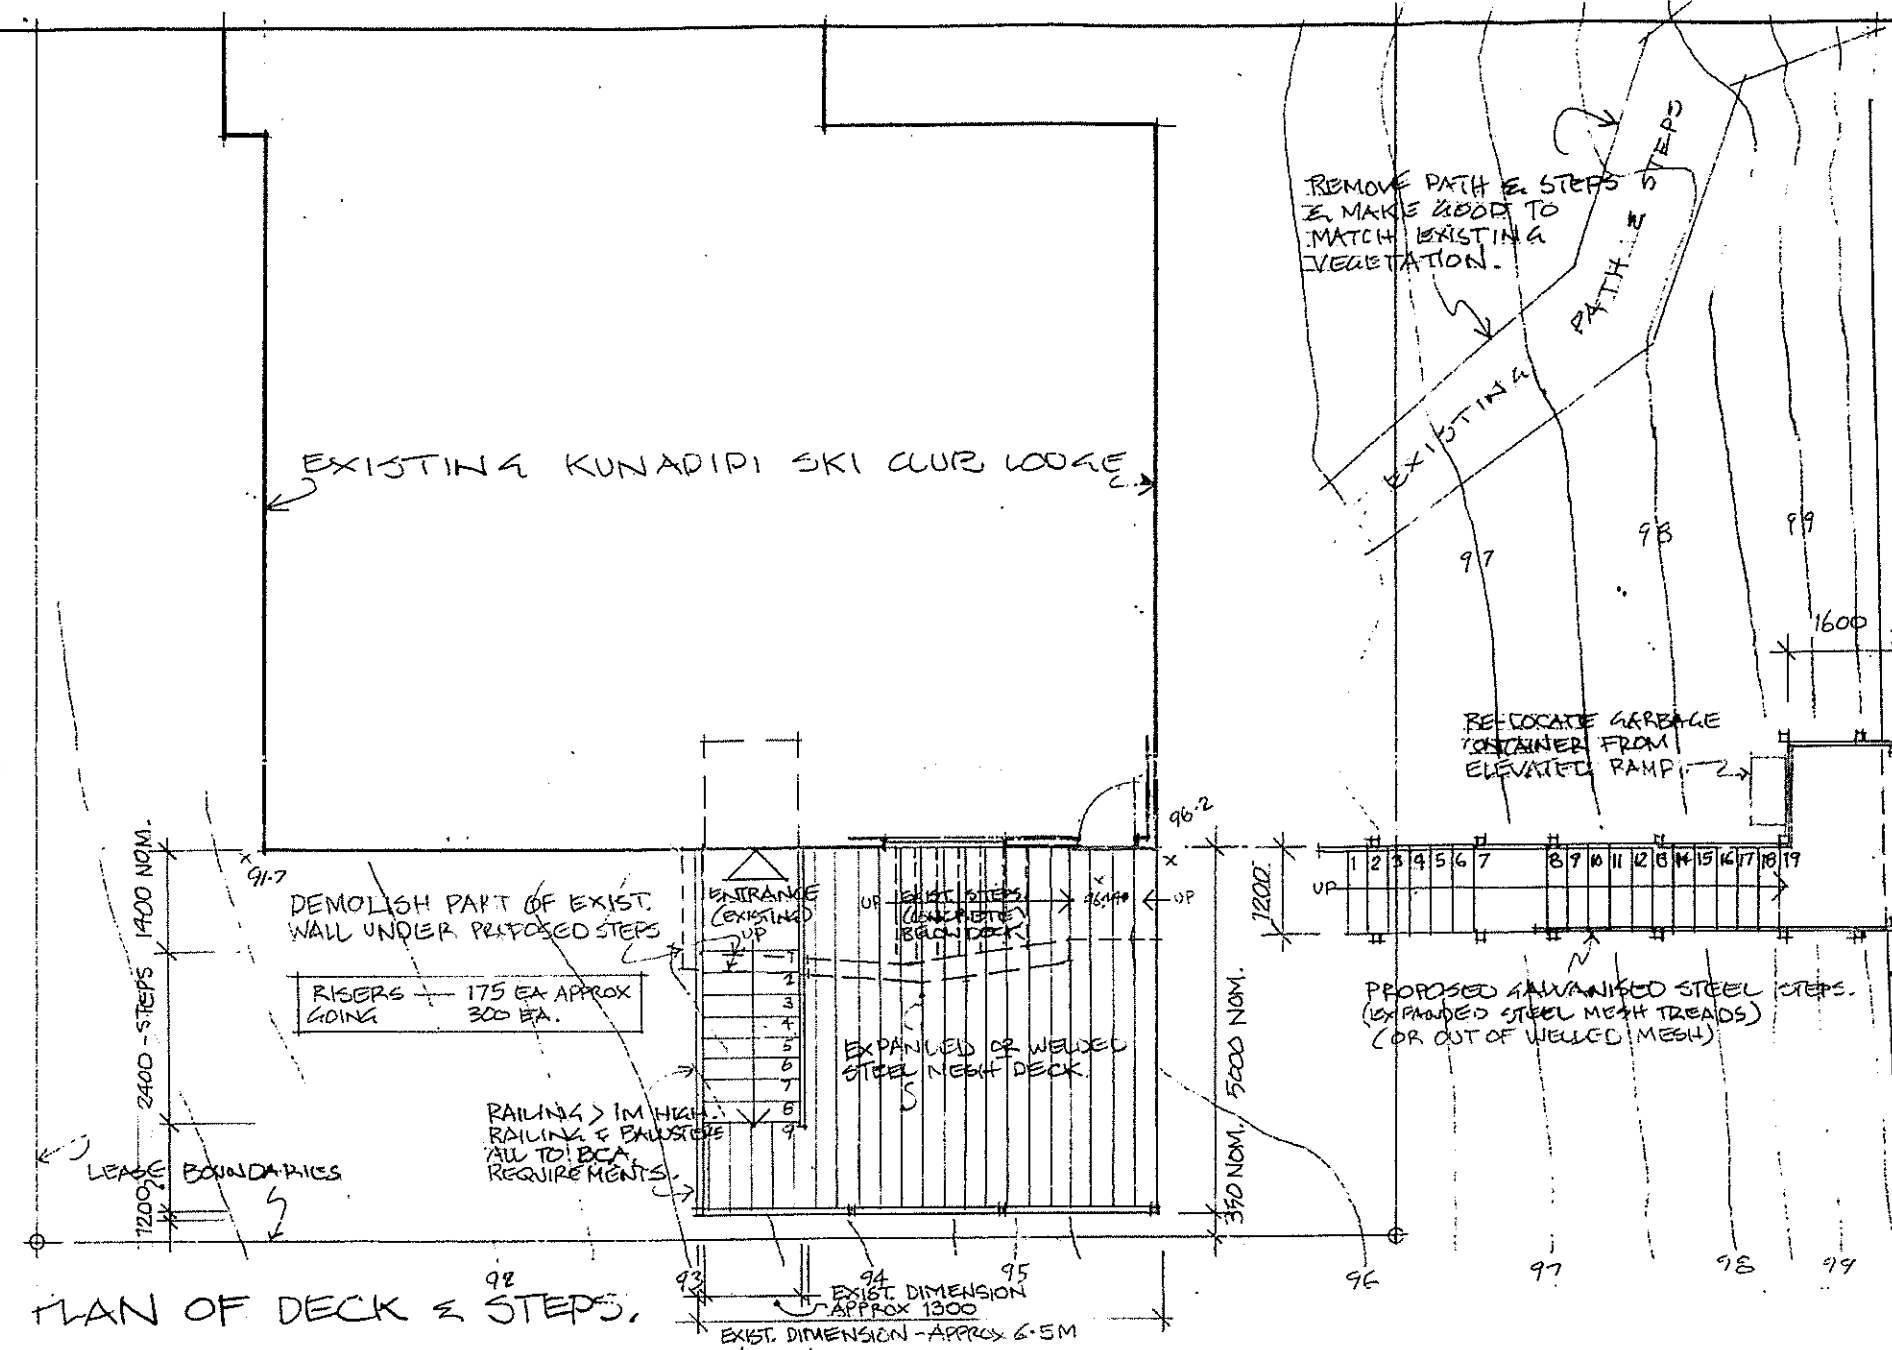 REMOVE PATH & STEPS
& MAKE GOOD TO
MATCH EXISTING
VEGETATION.
EXISTING PATH & STEPS
EXISTING KUNADIDI SKI CLUB LODGE
97
98
99
1600
RE-LOCATE GARBAGE
CONTAINER FROM
ELEVATED RAMP.
96.2
91.7
1400 NOM.
2400 - STEPS
1200
DEMOLISH PART OF EXIST.
WALL UNDER PROPOSED STEPS
RISERS — 175 EA APPROX
GOING 300 EA.
ENTRANCE
(EXISTING)
UP
1
2
3
4
5
6
7
8
9
UP
EXIST. STEPS
(CONCRETE)
BELOW DECK
UP
EXPANDED OR WELDED
STEEL MESH DECK
RAILING > 1M HIGH.
RAILING & BALUSTERS
ALL TO BCA
REQUIREMENTS.
LEASE BOUNDARIES
5000 NOM.
350 NOM.
1200
UP
1 2 3 4 5 6 7 8 9 10 11 12 13 14 15 16 17 18 19
PROPOSED GALVANISED STEEL STEPS.
(EXPANDED STEEL MESH TREADS)
(OR OUT OF WELDED MESH)
92
93
94
95
96
97
98
99
EXIST. DIMENSION
APPROX 1300
EXIST. DIMENSION - APPROX 6.5M
PLAN OF DECK & STEPS.